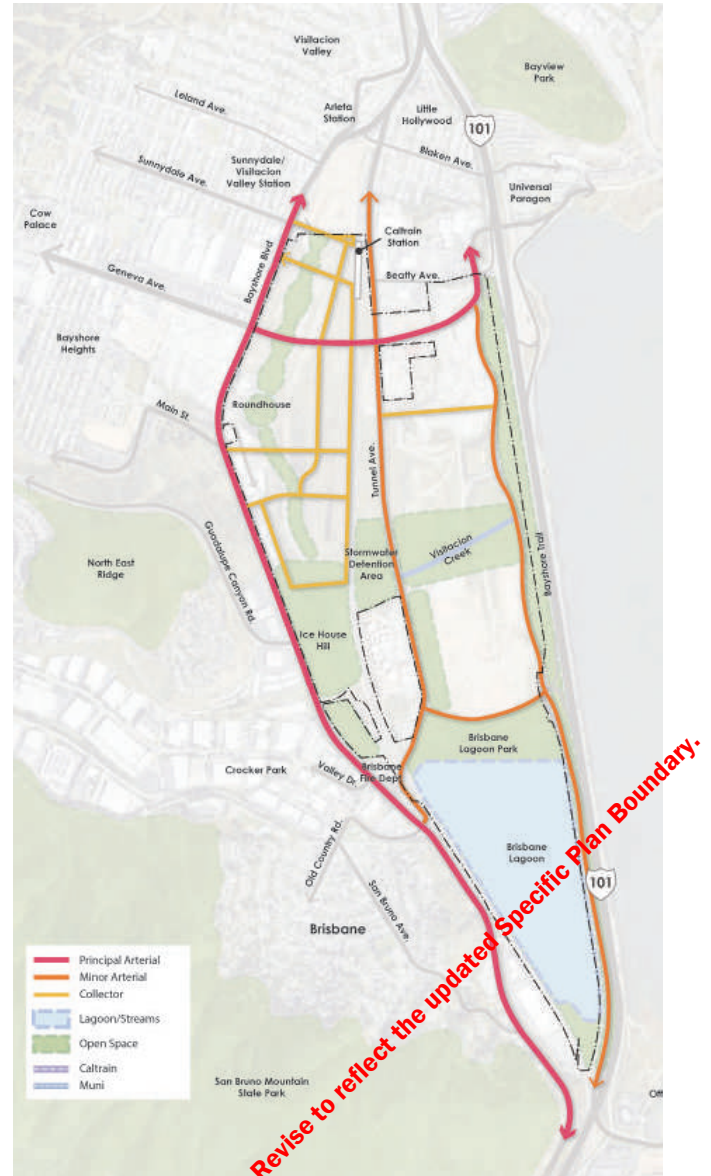 Visitacion
Valley
Bayview
Park
Leland Ave.
Arleta
Station
Little
Hollywood
101
Blaken Ave.
Sunnydale Ave.
Sunnydale/
Visitacion
Valley Station
Universal
Paragon
Cow
Palace
Caltrain
Station
Geneva Ave.
Bayshore Blvd
Beatty Ave.
Bayshore
Heights
Roundhouse
Main St.
Tunnel Ave.
Guadalupe Canyon Rd.
North East
Ridge
Stormwater
Detention
Area
Visitacion
Creek
Bayshore Trail
Ice House
Hill
Brisbane
Lagoon Park
Crocker Park
Valley Dr.
Brisbane
Fire Dept
Old Country Rd.
San Bruno Ave.
Brisbane
Lagoon
101
Brisbane
Principal Arterial
Minor Arterial
Collector
Lagoon/Streams
Open Space
Caltrain
Muni
San Bruno Mountain
State Park
Off
Revise to reflect the updated Specific Plan Boundary.